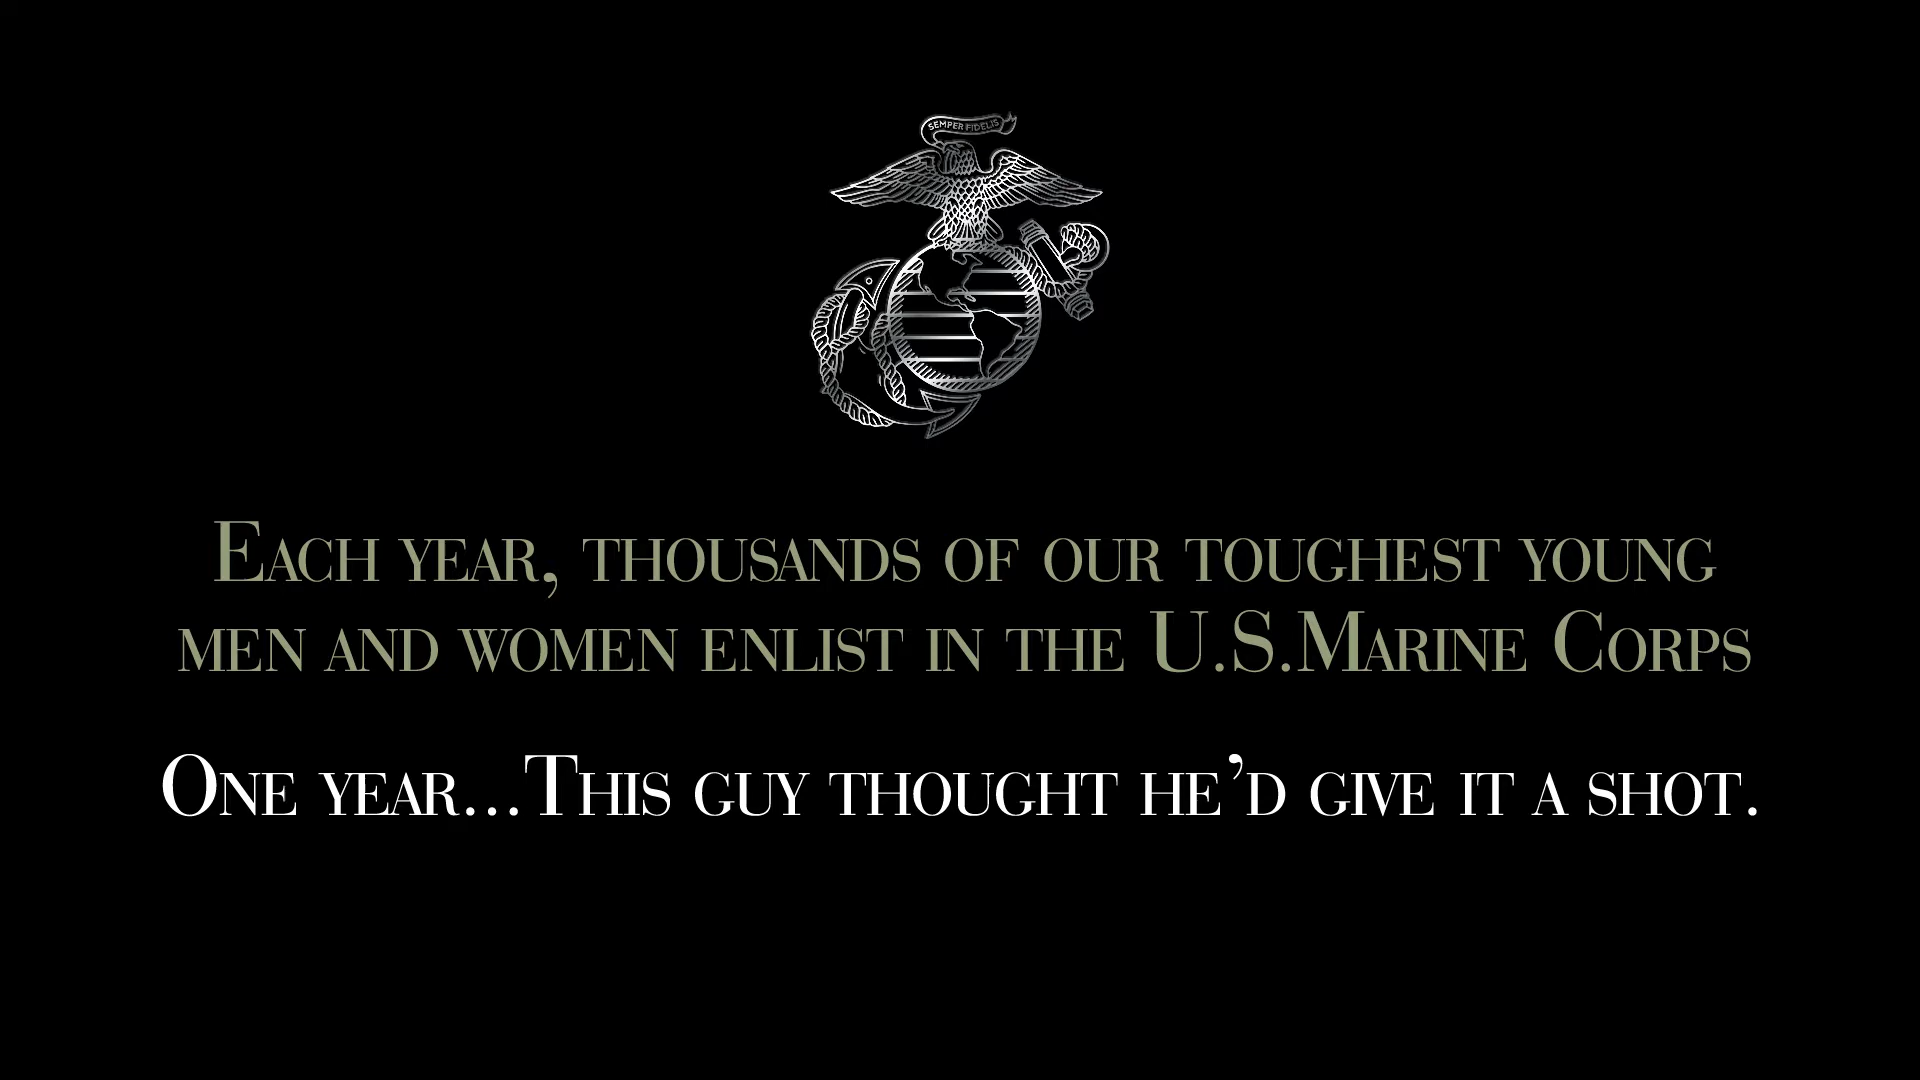 SEMPER FIDELIS
Each year, thousands of our toughest young
men and women enlist in the U.S.Marine Corps
One year...This guy thought he’d give it a shot.